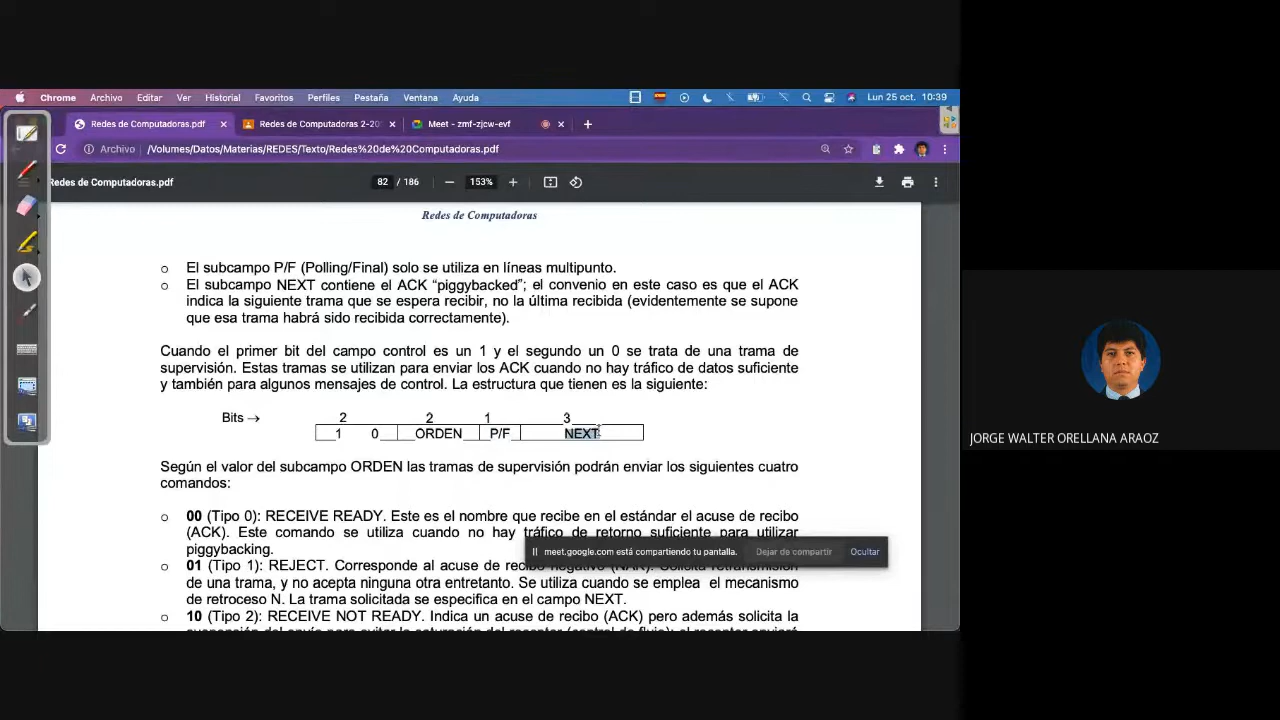 Chrome Archivo Editar Ver Historial Favoritos Perfiles Pestaña Ventana Ayuda Lun 25 oct. 10:39
Redes de Computadoras.pdf × Redes de Computadoras 2-20 × Meet - zmf-zjcw-evf × +
Archivo /Volumes/Datos/Materias/REDES/Texto/Redes%20de%20Computadoras.pdf
Redes de Computadoras.pdf 82 / 186 — 153% +
Redes de Computadoras
o El subcampo P/F (Polling/Final) solo se utiliza en líneas multipunto.
o El subcampo NEXT contiene el ACK “piggybacked”; el convenio en este caso es que el ACK
indica la siguiente trama que se espera recibir, no la última recibida (evidentemente se supone
que esa trama habrá sido recibida correctamente).
Cuando el primer bit del campo control es un 1 y el segundo un 0 se trata de una trama de
supervisión. Estas tramas se utilizan para enviar los ACK cuando no hay tráfico de datos suficiente
y también para algunos mensajes de control. La estructura que tienen es la siguiente:
Bits → 2 2 1 3
1 0 ORDEN P/F NEXT
Según el valor del subcampo ORDEN las tramas de supervisión podrán enviar los siguientes cuatro
comandos:
o 00 (Tipo 0): RECEIVE READY. Este es el nombre que recibe en el estándar el acuse de recibo
(ACK). Este comando se utiliza cuando no hay tráfico de retorno suficiente para utilizar
piggybacking.
meet.google.com está compartiendo tu pantalla. Dejar de compartir Ocultar
o 01 (Tipo 1): REJECT. Corresponde al acuse de recibo negativo (NAK). Solicita retransmisión
de una trama, y no acepta ninguna otra entretanto. Se utiliza cuando se emplea el mecanismo
de retroceso N. La trama solicitada se especifica en el campo NEXT.
o 10 (Tipo 2): RECEIVE NOT READY. Indica un acuse de recibo (ACK) pero además solicita la
JORGE WALTER ORELLANA ARAOZ